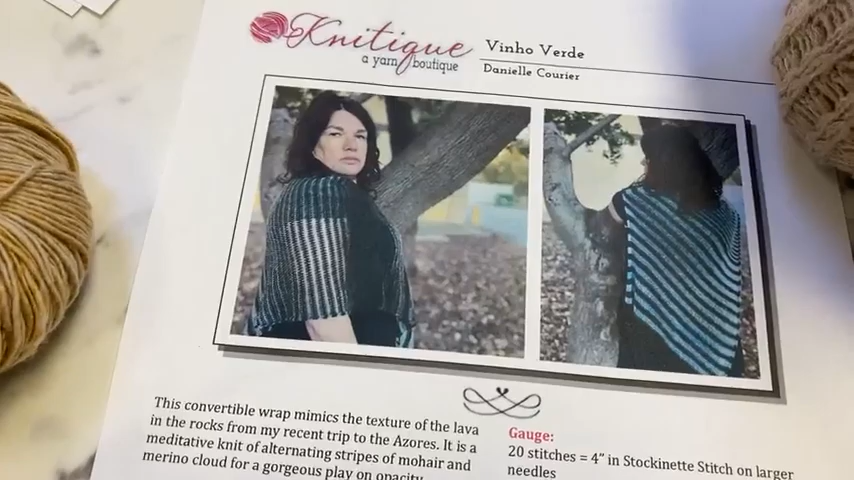 Knitique
a yarn boutique
Vinho Verde
Danielle Courier
This convertible wrap mimics the texture of the lava
in the rocks from my recent trip to the Azores. It is a
meditative knit of alternating stripes of mohair and
merino cloud for a gorgeous play on opacity
Gauge:
20 stitches = 4" in Stockinette Stitch on larger
needles